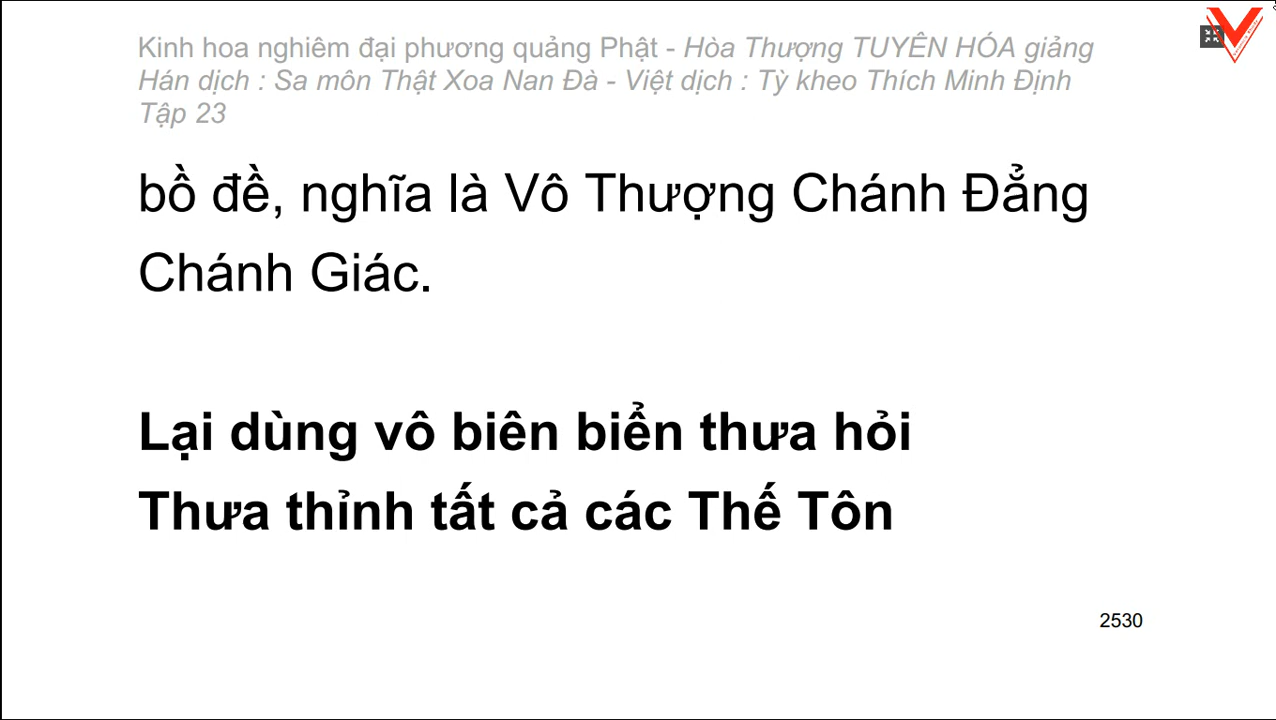 Kinh hoa nghiêm đại phương quảng Phật - Hòa Thượng TUYÊN HÓA giảng
Hán dịch : Sa môn Thật Xoa Nan Đà - Việt dịch : Tỳ kheo Thích Minh Định
Tập 23
bồ đề, nghĩa là Vô Thượng Chánh Đẳng
Chánh Giác.
Lại dùng vô biên biển thưa hỏi
Thưa thỉnh tất cả các Thế Tôn
2530